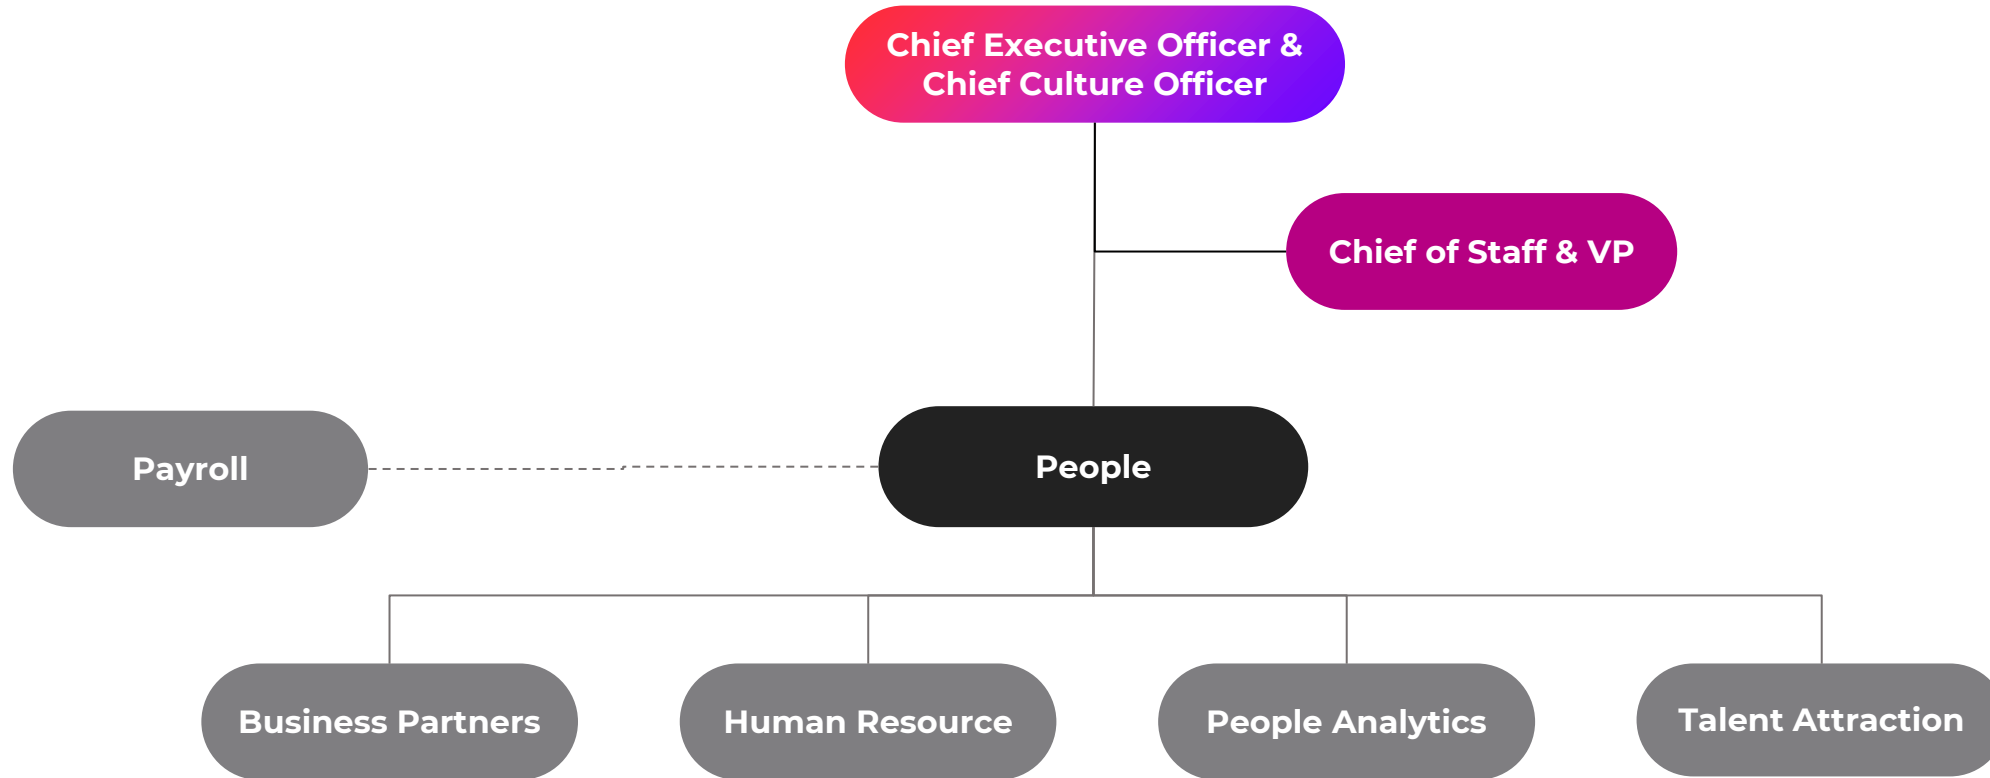 Chief Executive Officer &
Chief Culture Officer
Chief of Staff & VP
Payroll
People
Business Partners
Human Resource
People Analytics
Talent Attraction